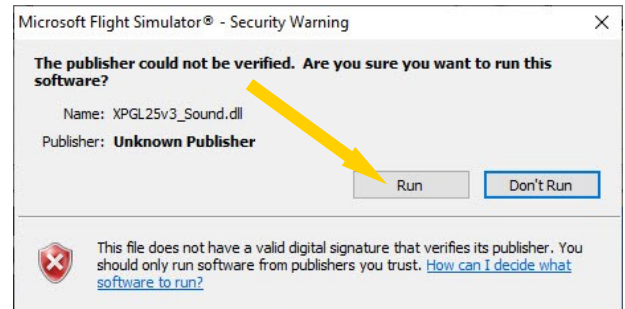 Microsoft Flight Simulator® - Security Warning
The publisher could not be verified. Are you sure you want to run this
software?
Name: XPGL25v3_Sound.dll
Publisher: Unknown Publisher
Run Don't Run
This file does not have a valid digital signature that verifies its publisher. You
should only run software from publishers you trust. How can I decide what
software to run?